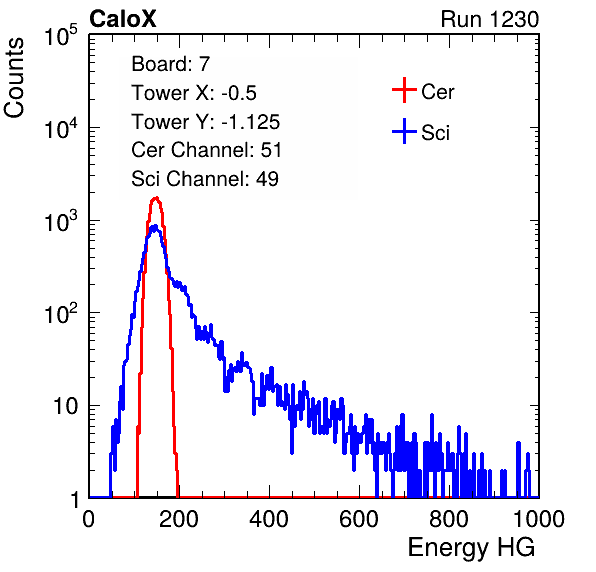 CaloX Run 1230
Counts
10^5
10^4
10^3
10^2
10
1
Board: 7
Tower X: -0.5
Tower Y: -1.125
Cer Channel: 51
Sci Channel: 49
Cer
Sci
0 200 400 600 800 1000
Energy HG